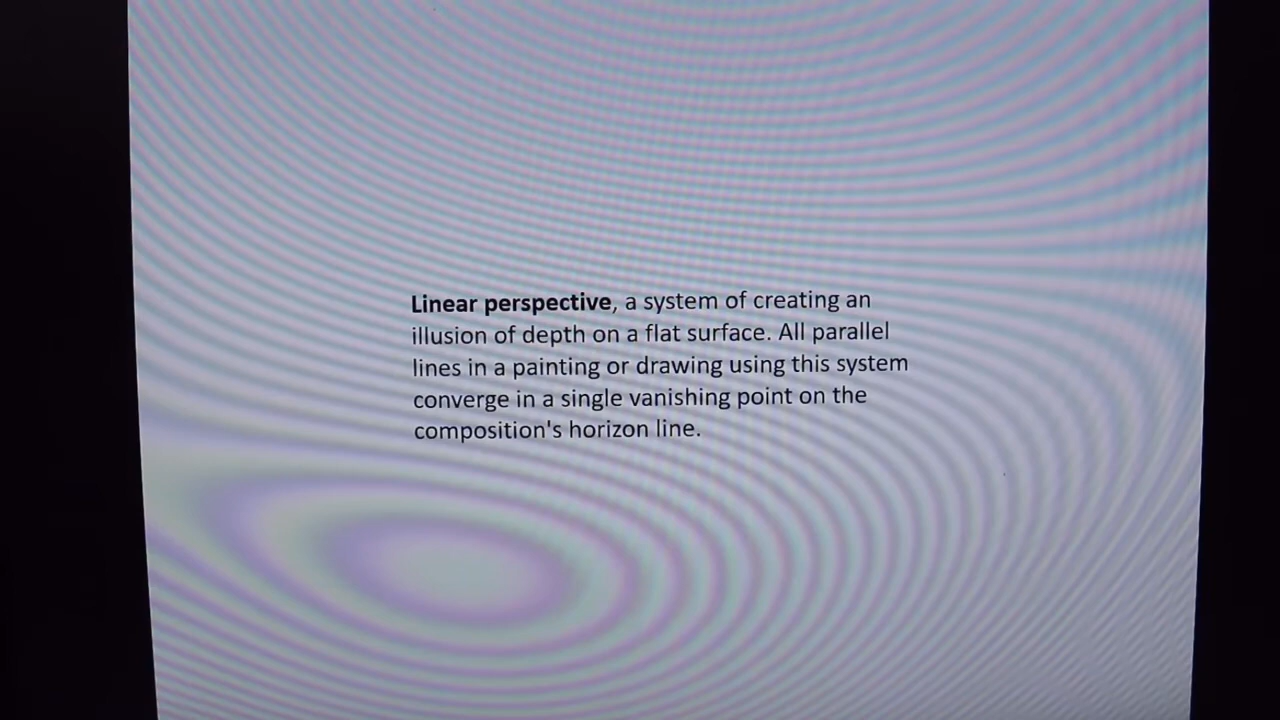 Linear perspective, a system of creating an
illusion of depth on a flat surface. All parallel
lines in a painting or drawing using this system
converge in a single vanishing point on the
composition's horizon line.